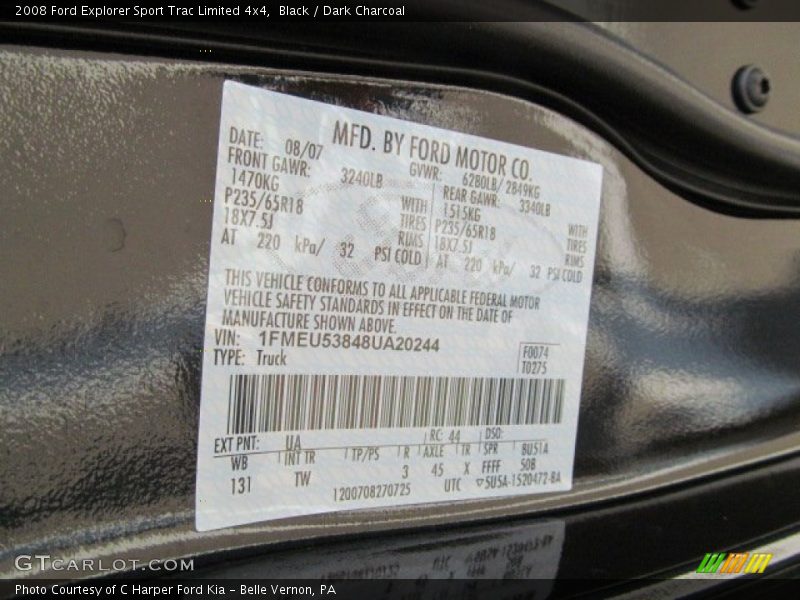 2008 Ford Explorer Sport Trac Limited 4x4, Black / Dark Charcoal
MFD. BY FORD MOTOR CO.
DATE: 08/07 GVWR: 6280LB/ 2849KG
FRONT GAWR: 3240LB REAR GAWR: 3340LB
1470KG WITH 1515KG WITH
P235/65R18 TIRES P235/65R18 TIRES
18X7.5J RIMS 18X7.5J RIMS
AT 220 kPa/ 32 PSI COLD AT 220 kPa/ 32 PSI COLD
THIS VEHICLE CONFORMS TO ALL APPLICABLE FEDERAL MOTOR
VEHICLE SAFETY STANDARDS IN EFFECT ON THE DATE OF
MANUFACTURE SHOWN ABOVE.
VIN: 1FMEU53848UA20244
TYPE: Truck
F0074
T0275
EXT PNT: UA RC: 44 DSO:
WB INT TR TP/PS R AXLE TR SPR BU51A
131 TW 3 45 X FFFF 50B
1200708270725 UTC ▽5U5A-1520472-BA
GTCARLOT.COM
Photo Courtesy of C Harper Ford Kia - Belle Vernon, PA